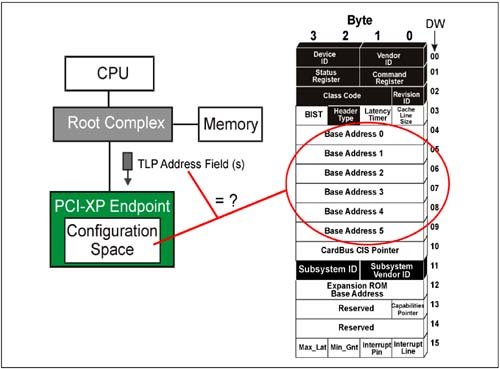 Byte
3 2 1 0 DW
Device ID Vendor ID 00
Status Register Command Register 01
Class Code Revision ID 02
BIST Header Type Latency Timer Cache Line Size 03
Base Address 0 04
Base Address 1 05
Base Address 2 06
Base Address 3 07
Base Address 4 08
Base Address 5 09
CardBus CIS Pointer 10
Subsystem ID Subsystem Vendor ID 11
Expansion ROM Base Address 12
Reserved Capabilities Pointer 13
Reserved 14
Max_Lat Min_Gnt Interrupt Pin Interrupt Line 15
CPU
Root Complex
Memory
TLP Address Field (s)
= ?
PCI-XP Endpoint
Configuration
Space